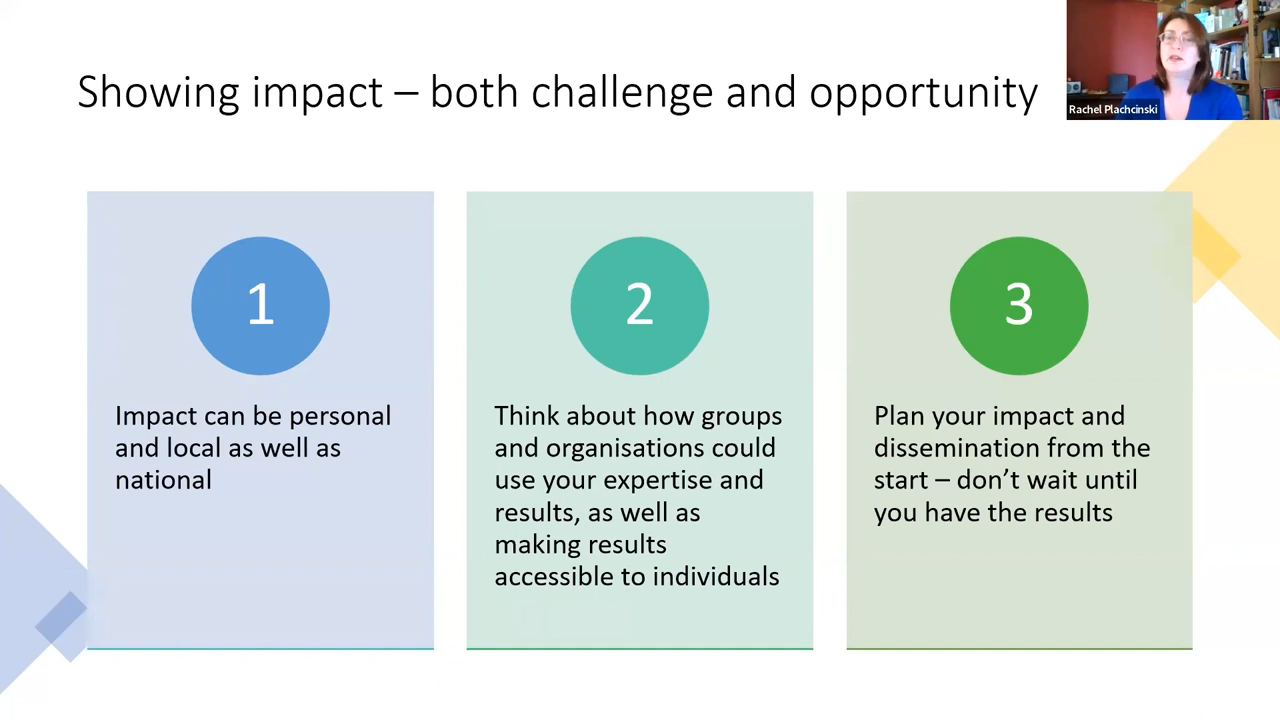 Showing impact – both challenge and opportunity
Rachel Plachcinski
1
Impact can be personal
and local as well as
national
2
Think about how groups
and organisations could
use your expertise and
results, as well as
making results
accessible to individuals
3
Plan your impact and
dissemination from the
start – don’t wait until
you have the results